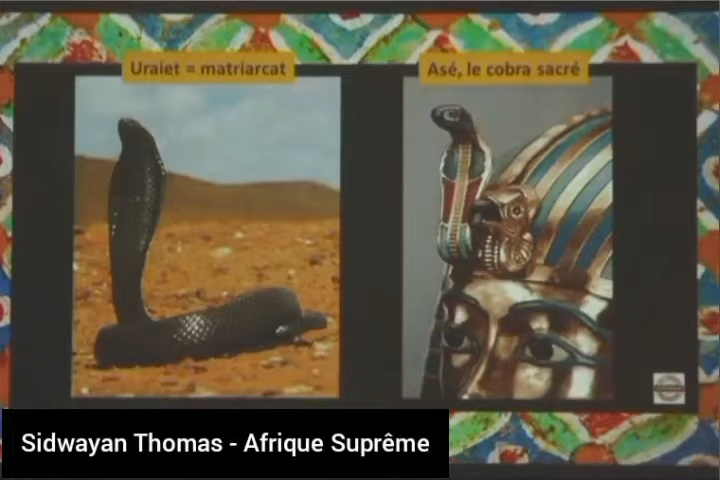 Uraiet = matriarcat
Asé, le cobra sacré
Sidwayan Thomas - Afrique Suprême